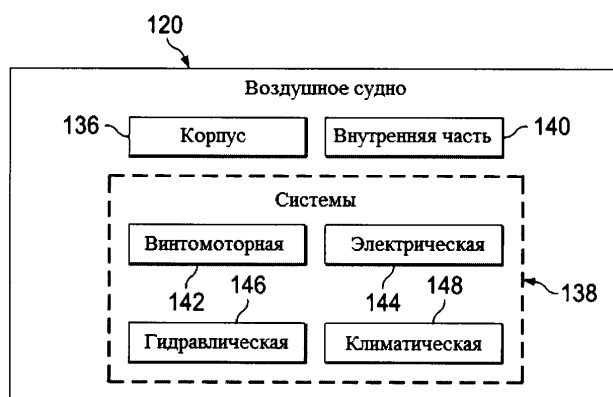 120
Воздушное судно
136
Корпус
Внутренняя часть
140
Системы
Винтомоторная
Электрическая
142
146
144
148
138
Гидравлическая
Климатическая